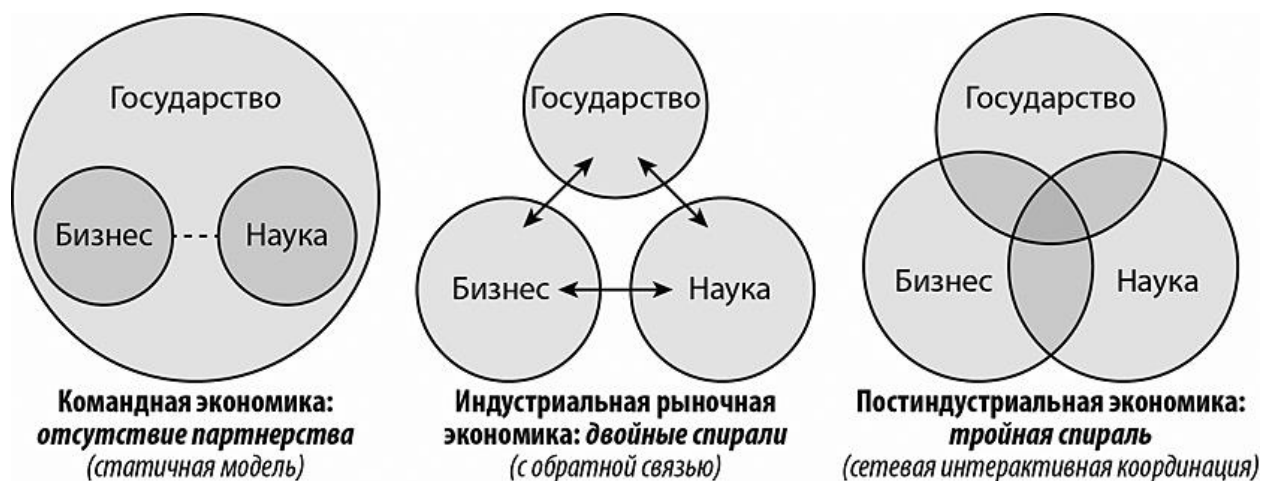 Государство
Бизнес
Наука
Командная экономика:
отсутствие партнерства
(статичная модель)
Государство
Бизнес
Наука
Индустриальная рыночная
экономика: двойные спирали
(с обратной связью)
Государство
Бизнес
Наука
Постиндустриальная экономика:
тройная спираль
(сетевая интерактивная координация)